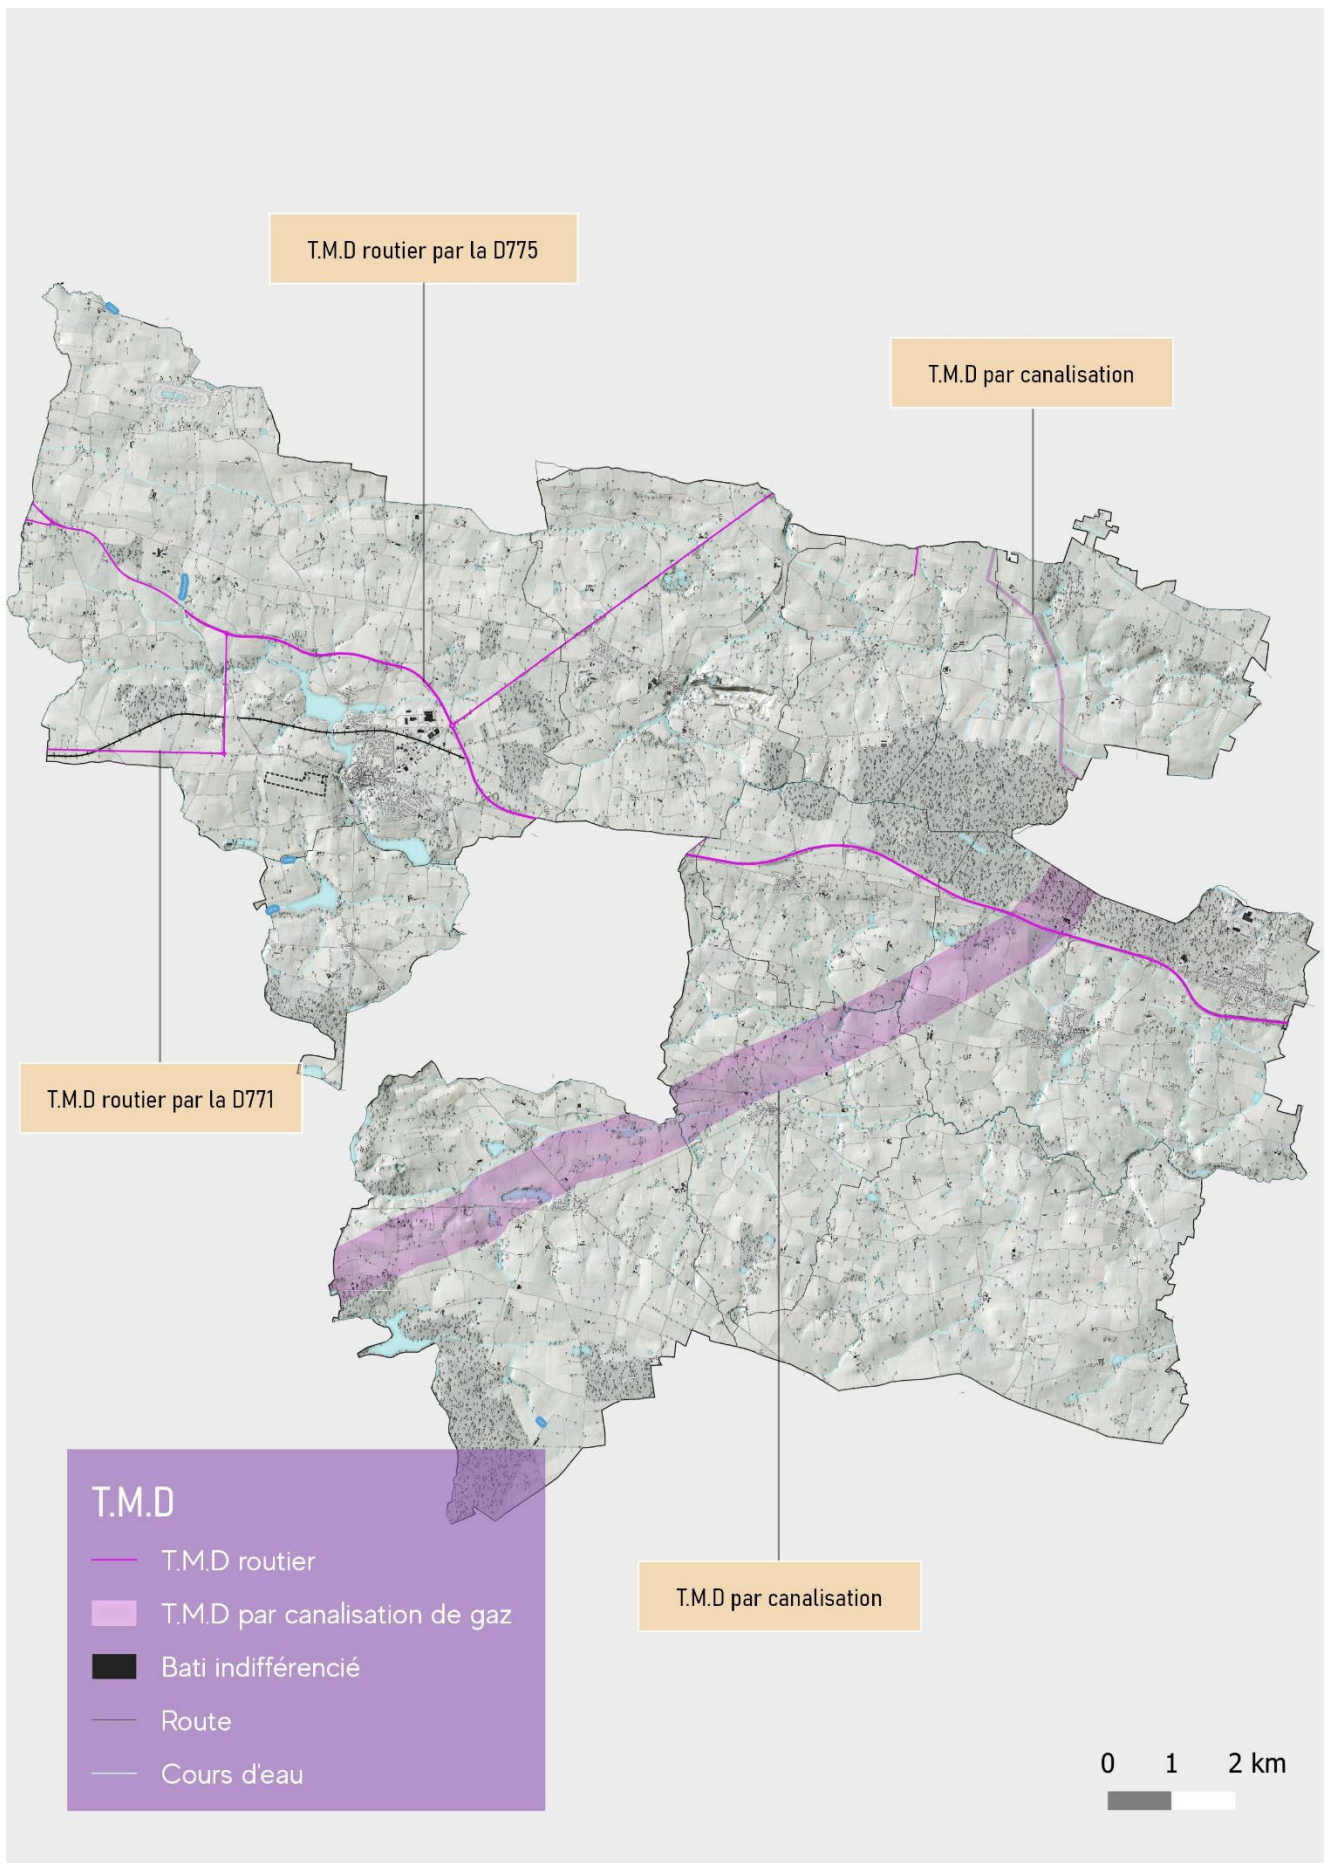 T.M.D routier par la D775
T.M.D par canalisation
T.M.D routier par la D771
T.M.D par canalisation
T.M.D
T.M.D routier
T.M.D par canalisation de gaz
Bati indifférencié
Route
Cours d'eau
0 1 2 km